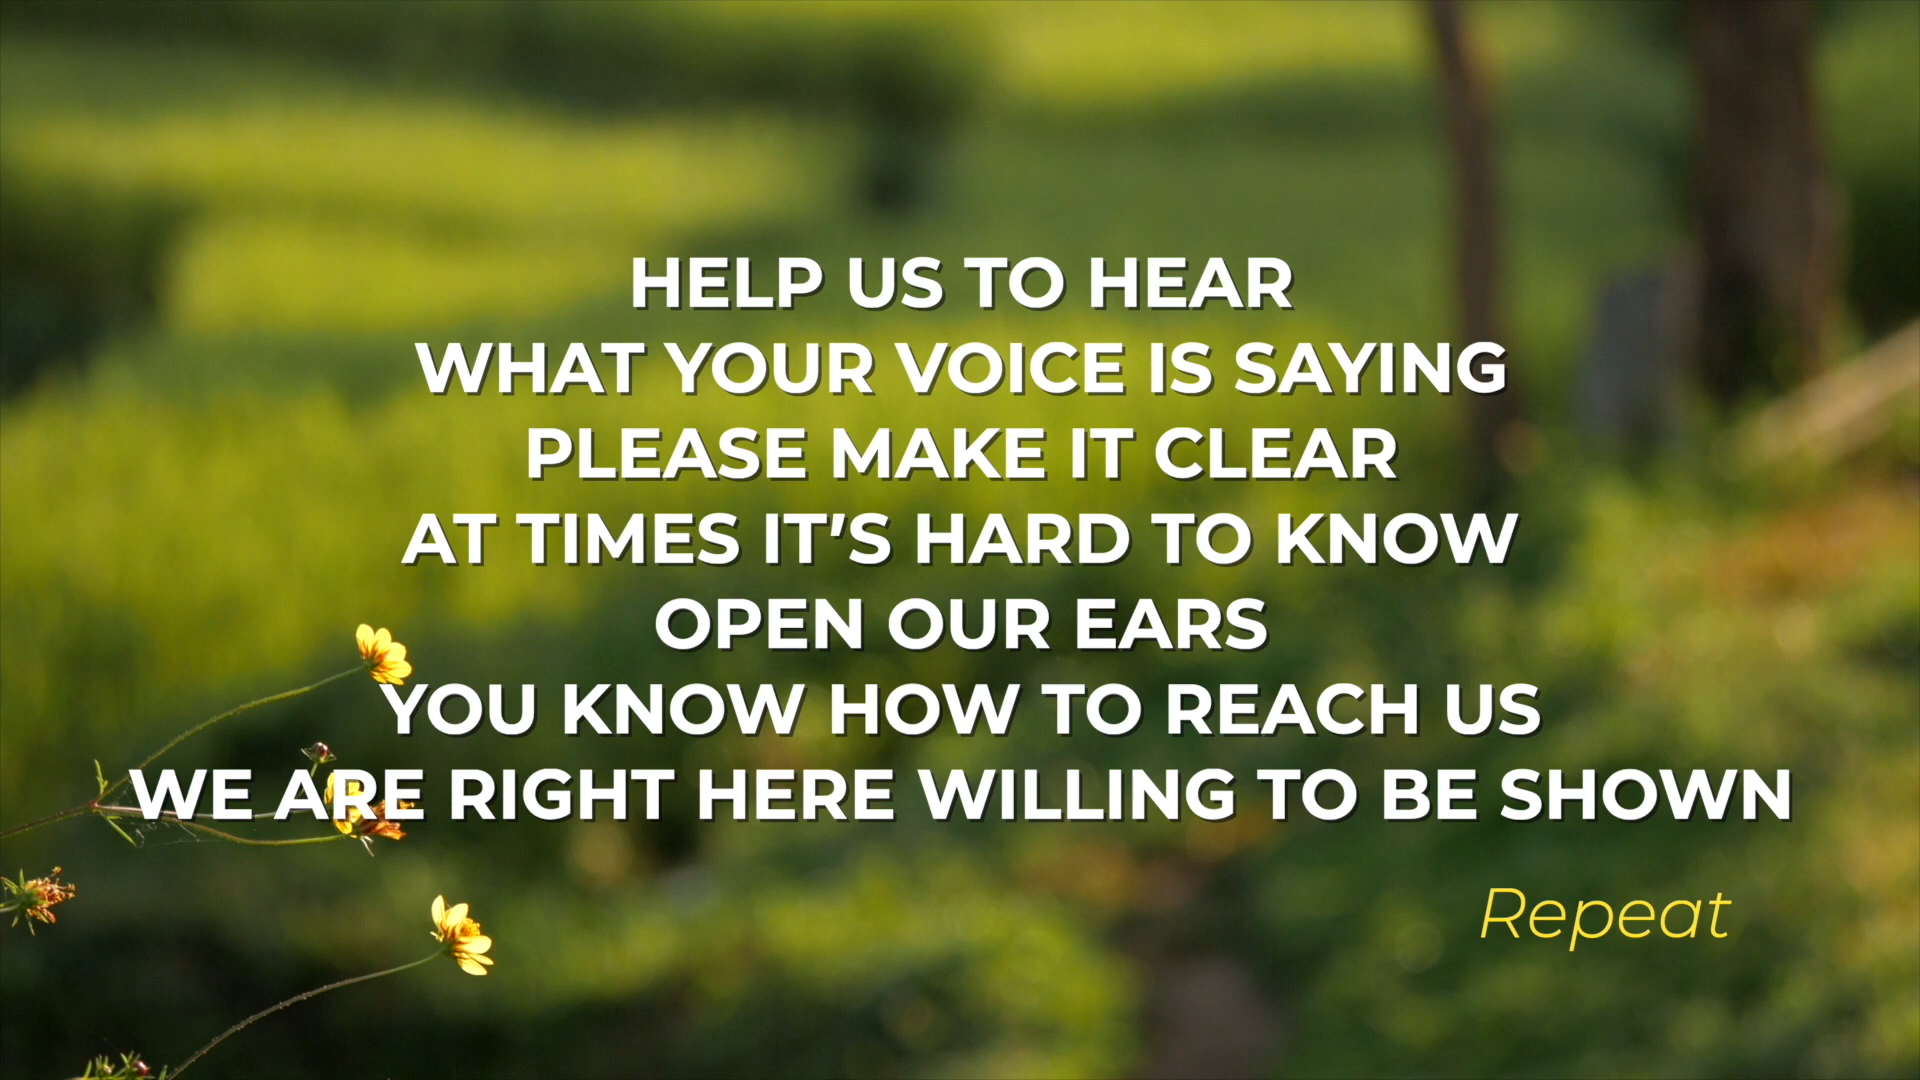 HELP US TO HEAR
WHAT YOUR VOICE IS SAYING
PLEASE MAKE IT CLEAR
AT TIMES IT'S HARD TO KNOW
OPEN OUR EARS
YOU KNOW HOW TO REACH US
WE ARE RIGHT HERE WILLING TO BE SHOWN
Repeat